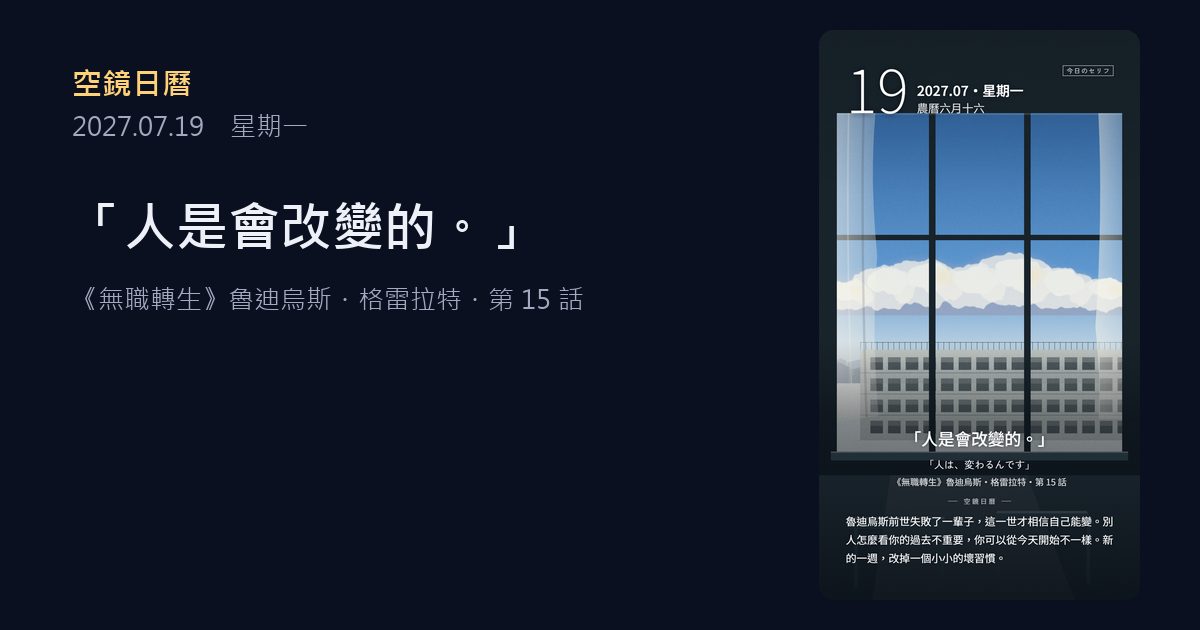 空鏡日曆
2027.07.19 星期一
「人是會改變的。」
《無職轉生》魯迪烏斯・格雷拉特・第 15 話
今日のセリフ
19
2027.07・星期一
農曆六月十六
「人是會改變的。」
「人は、変わるんです」
《無職轉生》魯迪烏斯・格雷拉特・第 15 話
— 空鏡日曆 —
魯迪烏斯前世失敗了一輩子，這一世才相信自己能變。別
人怎麼看你的過去不重要，你可以從今天開始不一樣。新
的一週，改掉一個小小的壞習慣。